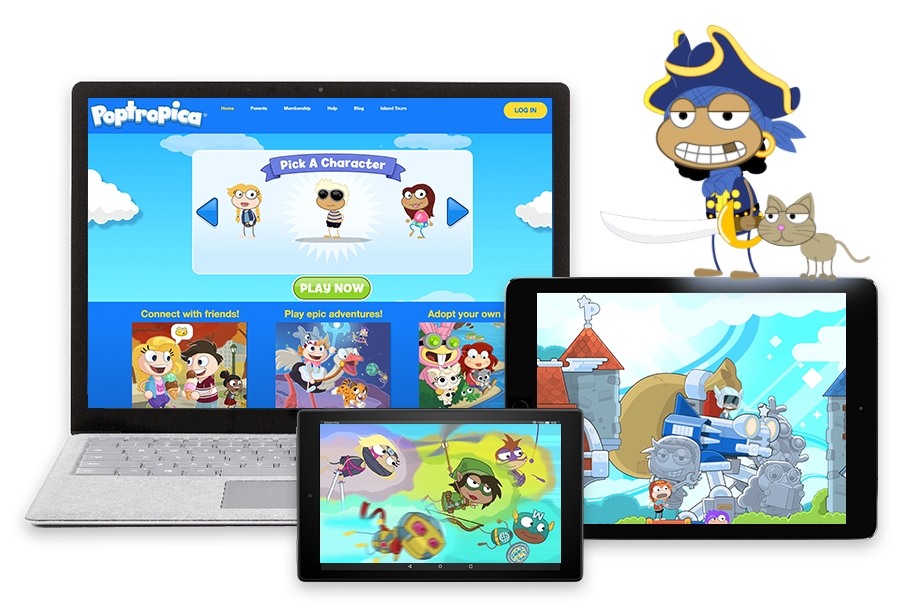 Poptropica
Home Parents Membership Help Blog Island Tours
LOG IN
Pick A Character
PLAY NOW
Connect with friends! Play epic adventures! Adopt your own
P
W